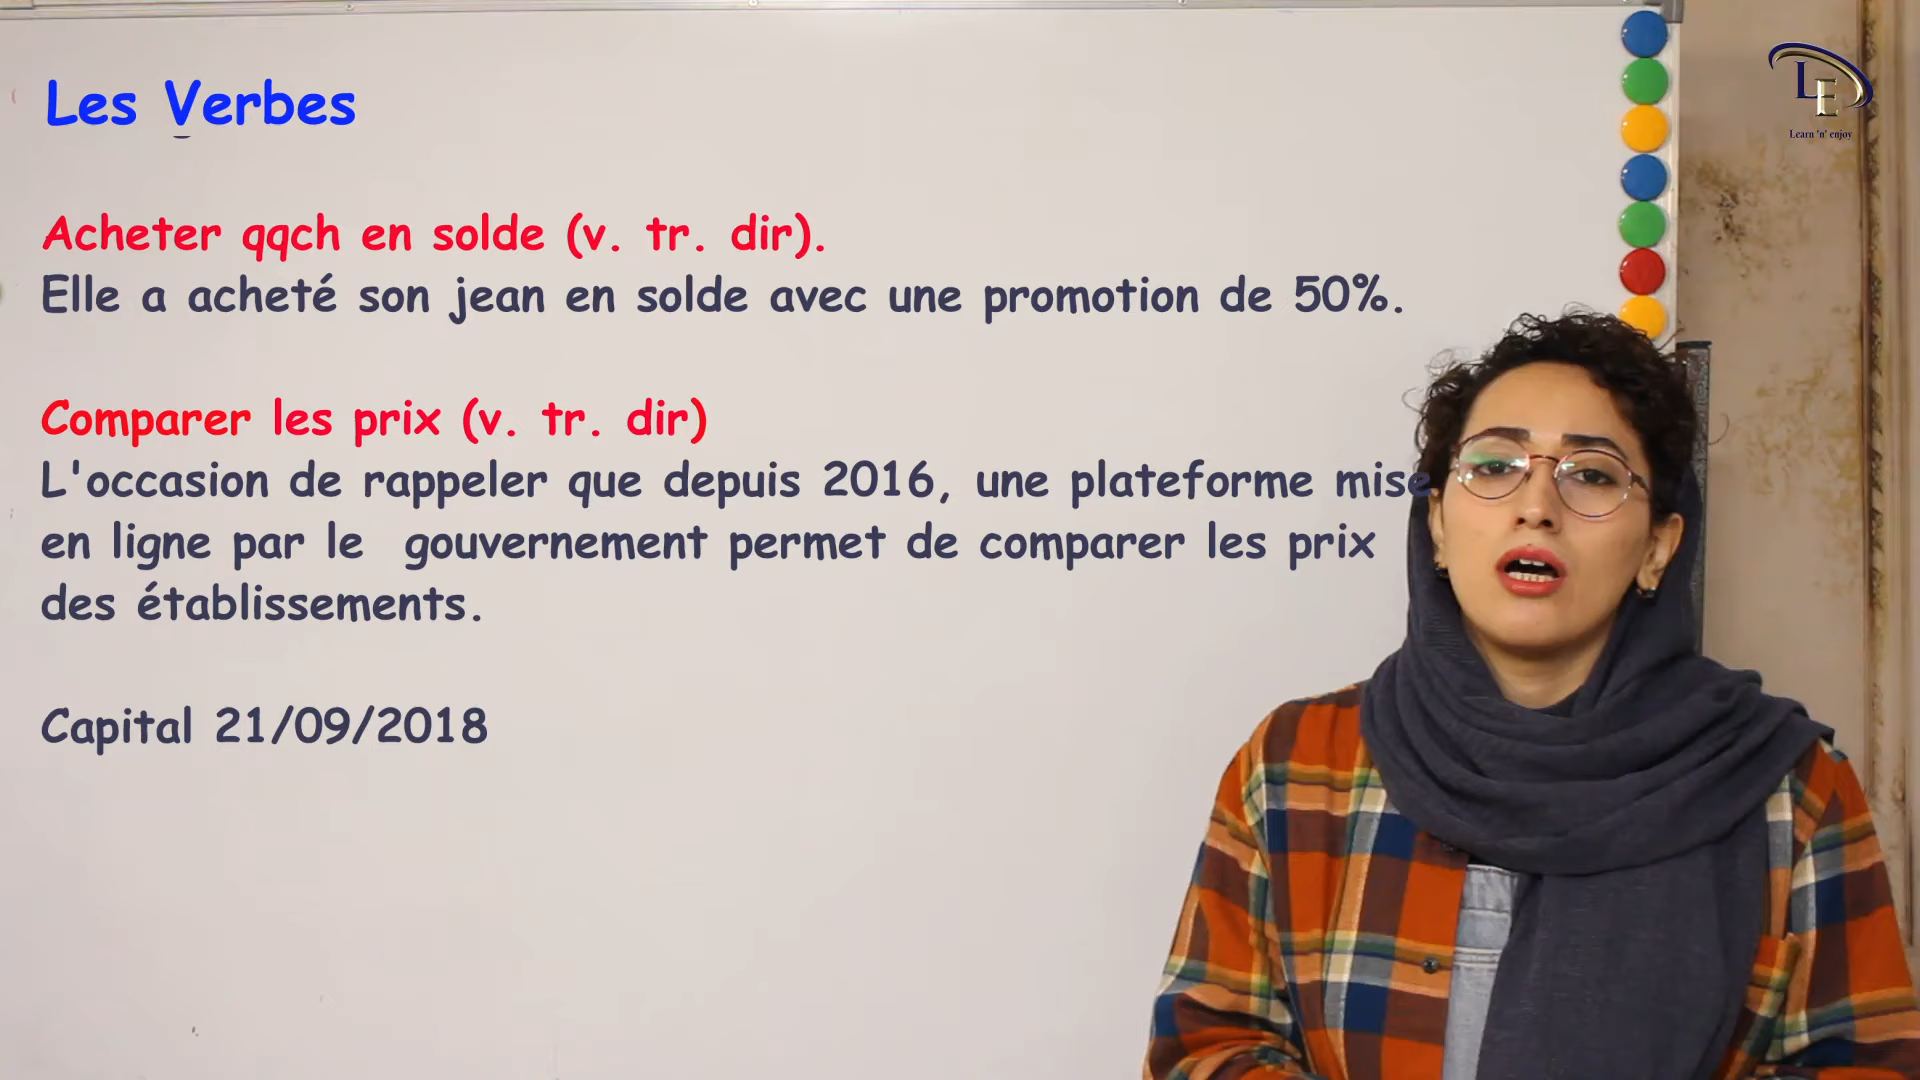 Les Verbes
LE
Learn 'n' enjoy
Acheter qqch en solde (v. tr. dir).
Elle a acheté son jean en solde avec une promotion de 50%.
Comparer les prix (v. tr. dir)
L'occasion de rappeler que depuis 2016, une plateforme mise
en ligne par le gouvernement permet de comparer les prix
des établissements.
Capital 21/09/2018